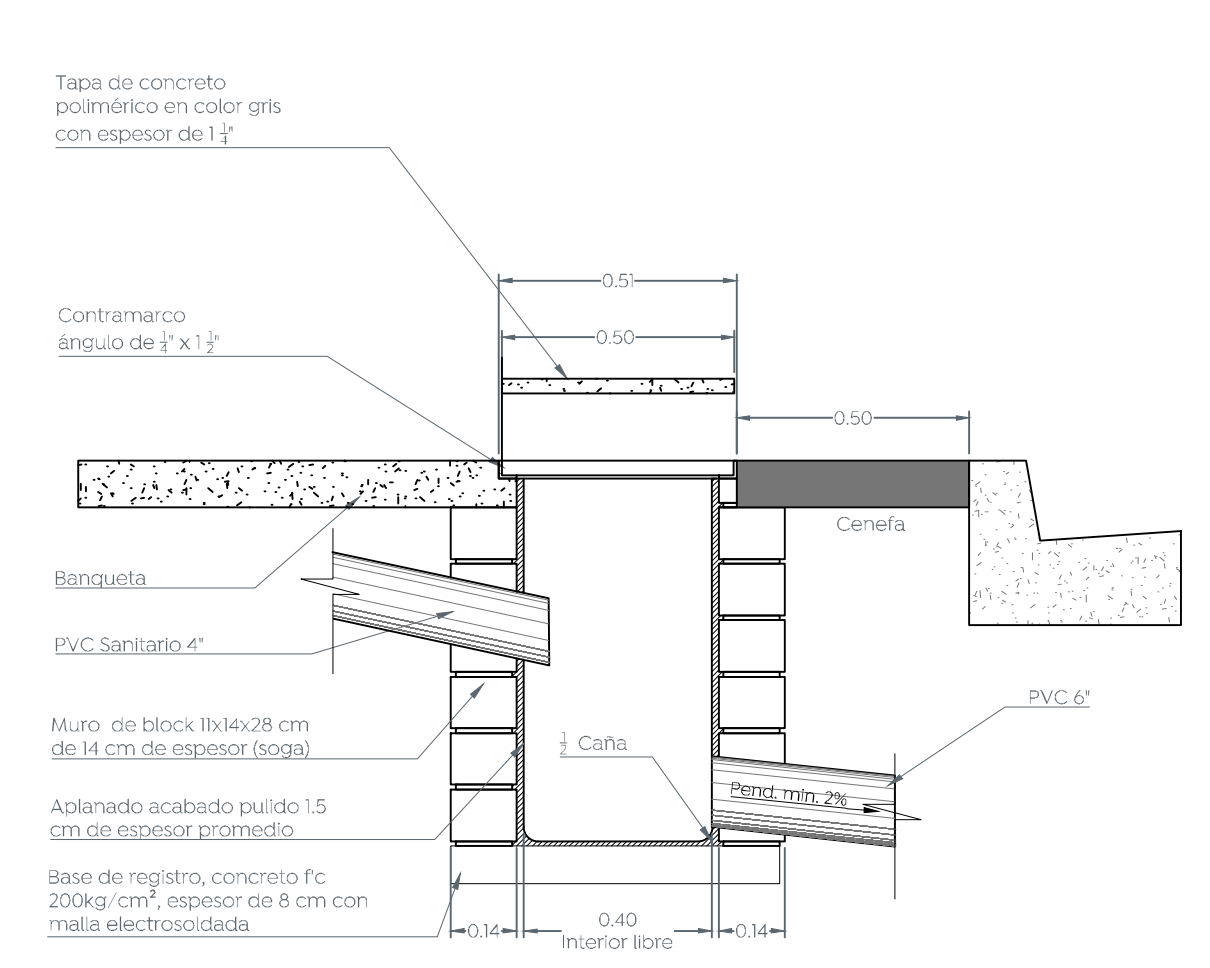 Tapa de concreto
polimérico en color gris
con espesor de 1 1/4"
0.51
Contramarco
ángulo de 1/4" x 1 1/2"
0.50
0.50
Cenefa
Banqueta
PVC Sanitario 4"
PVC 6"
Muro de block 11x14x28 cm
de 14 cm de espesor (soga)
1/2 Caña
Pend. min. 2%
Aplanado acabado pulido 1.5
cm de espesor promedio
Base de registro, concreto f'c
200kg/cm², espesor de 8 cm con
malla electrosoldada
0.14
0.40
Interior libre
0.14